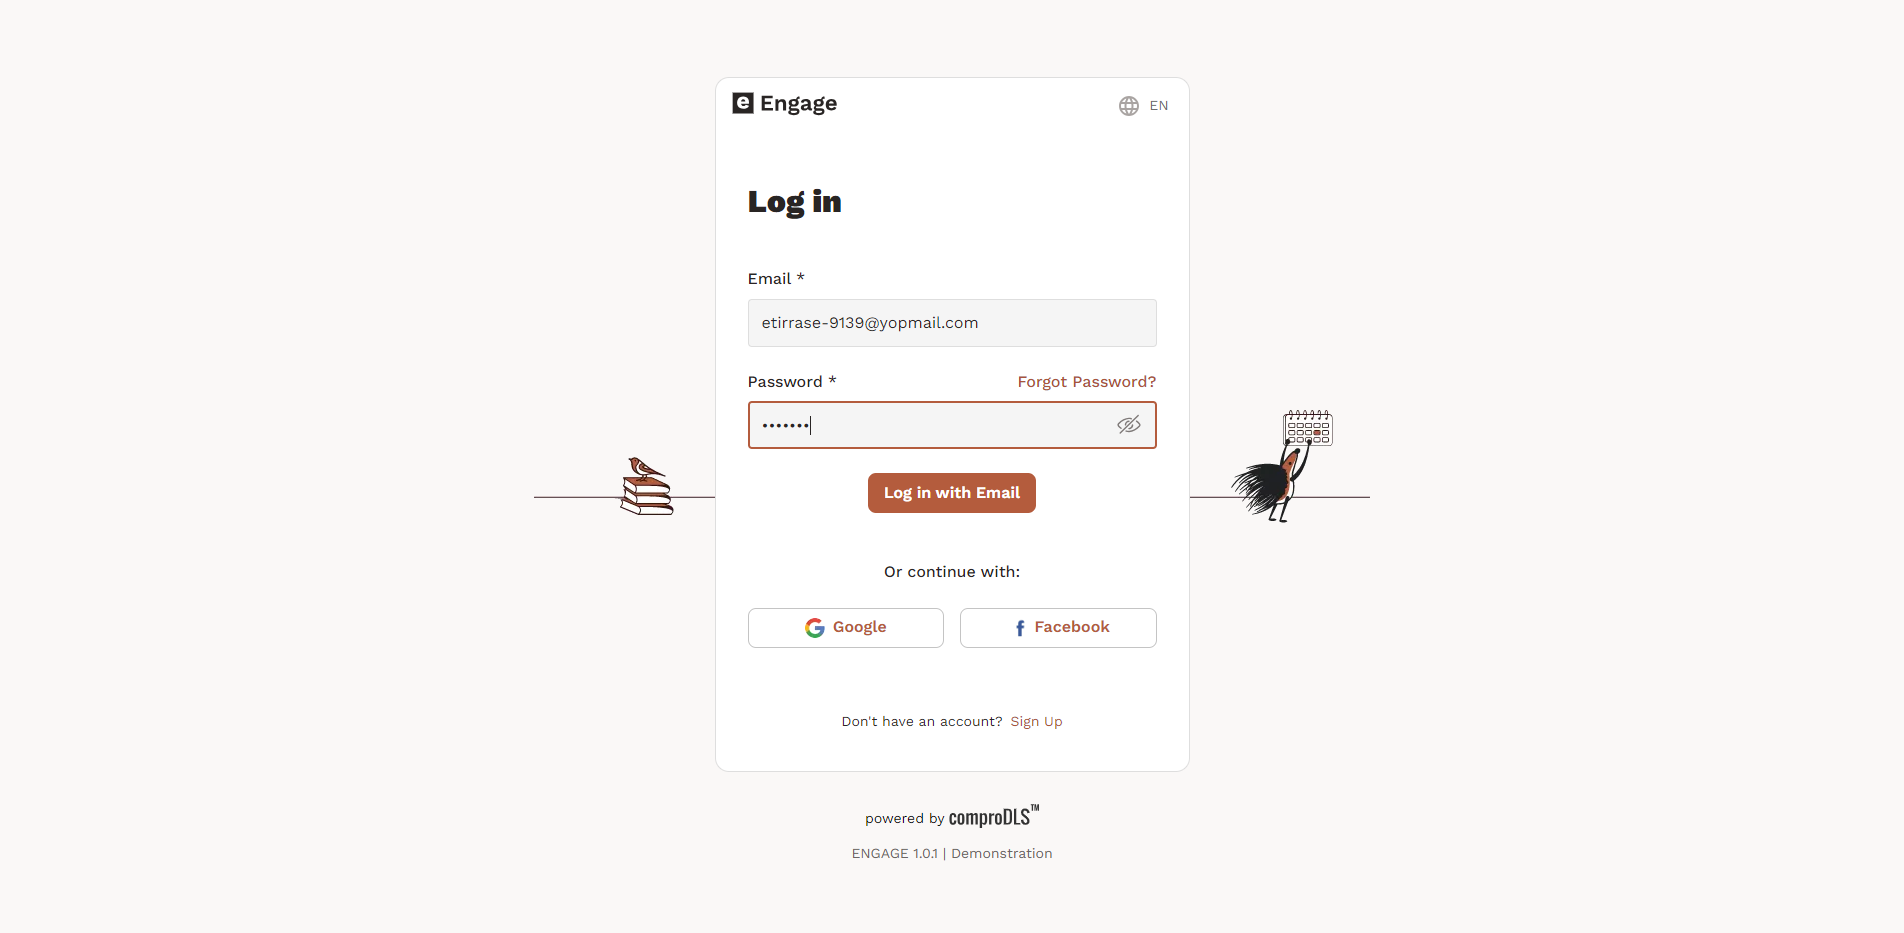 e Engage
EN
Log in
Email *
etirrase-9139@yopmail.com
Password *
Forgot Password?
•••••••
Log in with Email
Or continue with:
Google
Facebook
Don't have an account? Sign Up
powered by comproDLS™
ENGAGE 1.0.1 | Demonstration